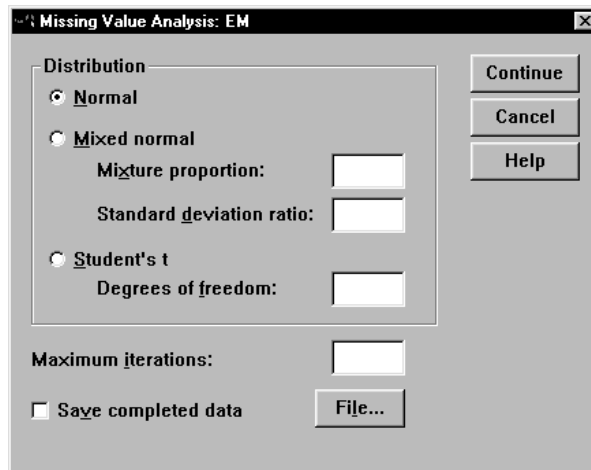 Missing Value Analysis: EM
Distribution
Normal
Mixed normal
Mixture proportion:
Standard deviation ratio:
Student's t
Degrees of freedom:
Maximum iterations:
Save completed data
File...
Continue
Cancel
Help